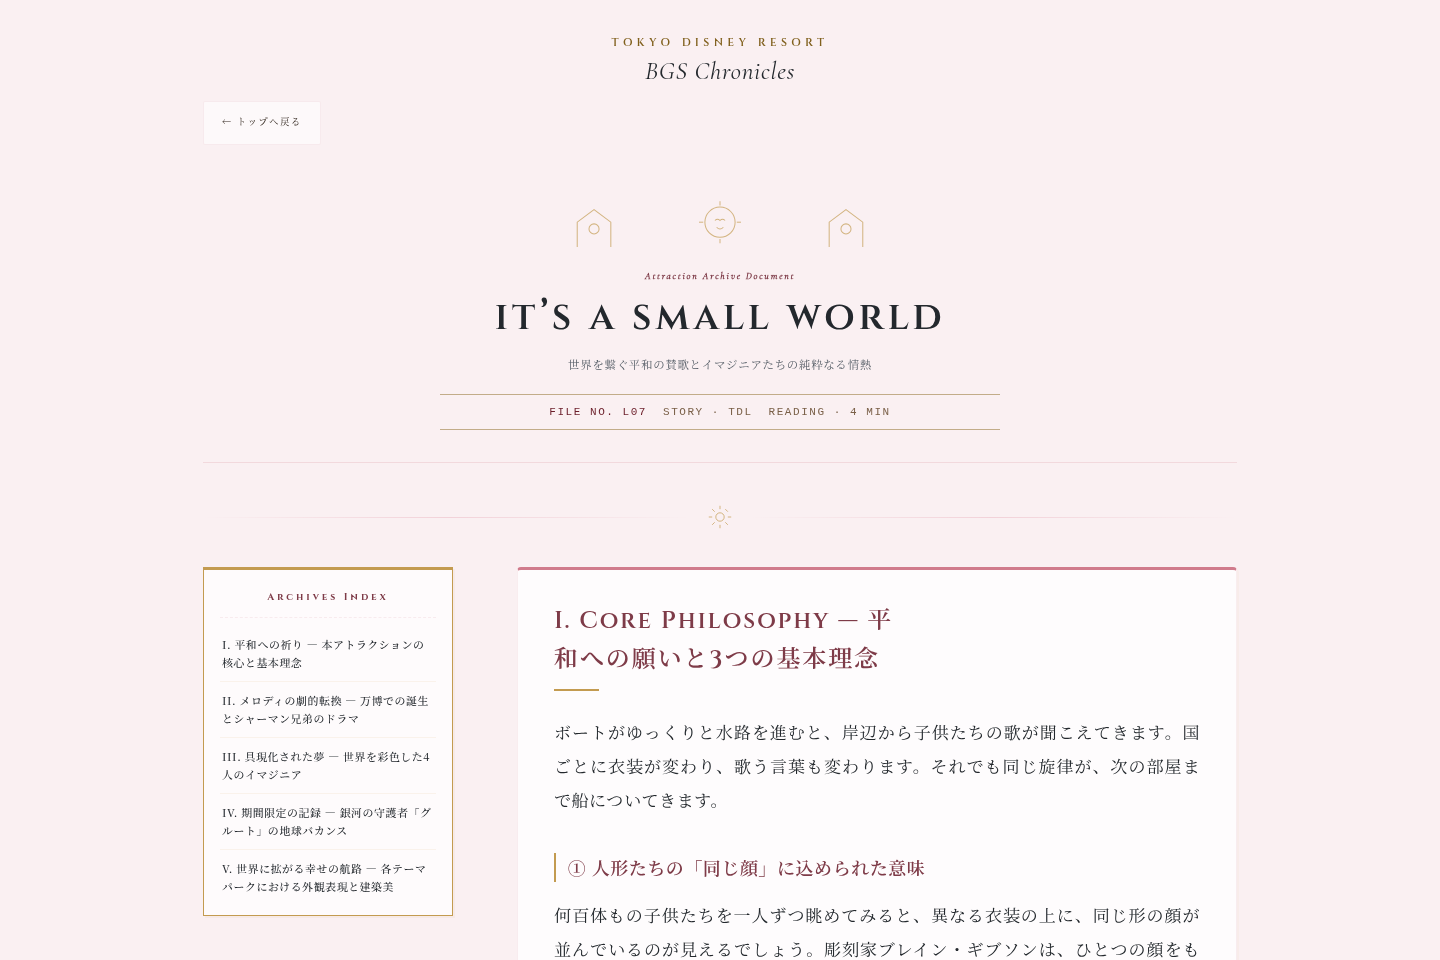 TOKYO DISNEY RESORT
BGS Chronicles
← トップへ戻る
Attraction Archive Document
IT’S A SMALL WORLD
世界を繋ぐ平和の賛歌とイマジニアたちの純粋なる情熱
FILE NO. L07 STORY · TDL READING · 4 MIN
Archives Index
I. 平和への祈り — 本アトラクションの
核心と基本理念
II. メロディの劇的転換 — 万博での誕生
とシャーマン兄弟のドラマ
III. 具現化された夢 — 世界を彩色した4
人のイマジニア
IV. 期間限定の記録 — 銀河の守護者「グ
ルート」の地球バカンス
V. 世界に拡がる幸せの航路 — 各テーマ
パークにおける外観表現と建築美
I. Core Philosophy — 平
和への願いと3つの基本理念
ボートがゆっくりと水路を進むと、岸辺から子供たちの歌が聞こえてきます。国
ごとに衣装が変わり、歌う言葉も変わります。それでも同じ旋律が、次の部屋ま
で船についてきます。
① 人形たちの「同じ顔」に込められた意味
何百体もの子供たちを一人ずつ眺めてみると、異なる衣装の上に、同じ形の顔が
並んでいるのが見えるでしょう。彫刻家ブレイン・ギブソンは、ひとつの顔をも